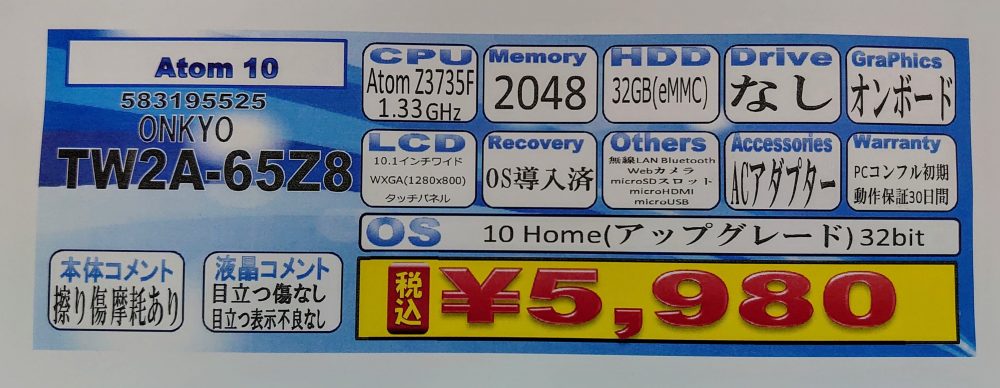 Atom 10
583195525
ONKYO
TW2A-65Z8
CPU
Atom Z3735F
1.33GHz
Memory
2048
HDD
32GB(eMMC)
Drive
なし
GraPhics
オンボード
LCD
10.1インチワイド
WXGA(1280x800)
タッチパネル
Recovery
OS導入済
Others
無線LAN Bluetooth
Webカメラ
microSDスロット
microHDMI
microUSB
Accessories
ACアダプター
Warranty
PCコンフル初期
動作保証30日間
OS
10 Home(アップグレード) 32bit
本体コメント
擦り傷摩耗あり
液晶コメント
目立つ傷なし
目立つ表示不良なし
税込
¥5,980